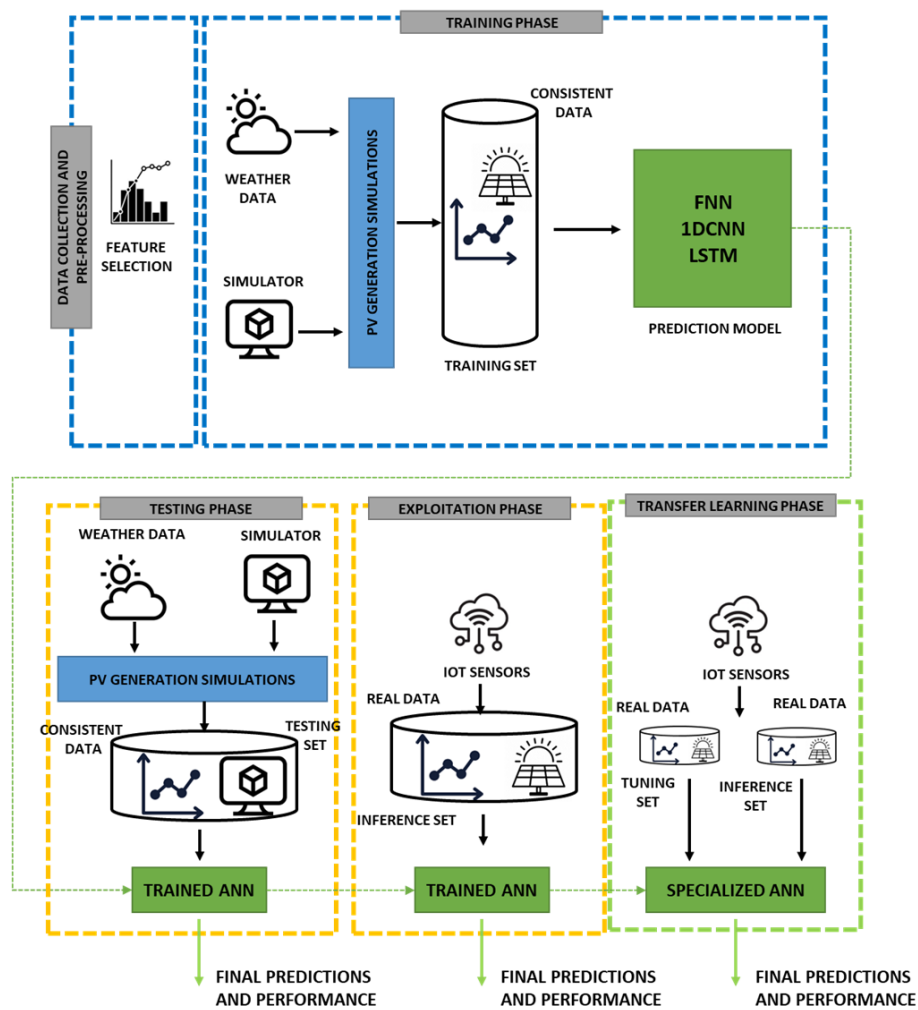 TRAINING PHASE
DATA COLLECTION AND
PRE-PROCESSING
FEATURE
SELECTION
WEATHER
DATA
SIMULATOR
PV GENERATION SIMULATIONS
CONSISTENT
DATA
TRAINING SET
FNN
1DCNN
LSTM
PREDICTION MODEL
TESTING PHASE
WEATHER DATA
SIMULATOR
PV GENERATION SIMULATIONS
CONSISTENT
DATA
TESTING
SET
TRAINED ANN
FINAL PREDICTIONS
AND PERFORMANCE
EXPLOITATION PHASE
IOT SENSORS
REAL DATA
INFERENCE SET
TRAINED ANN
FINAL PREDICTIONS
AND PERFORMANCE
TRANSFER LEARNING PHASE
IOT SENSORS
REAL DATA
REAL DATA
TUNING
SET
INFERENCE
SET
SPECIALIZED ANN
FINAL PREDICTIONS
AND PERFORMANCE